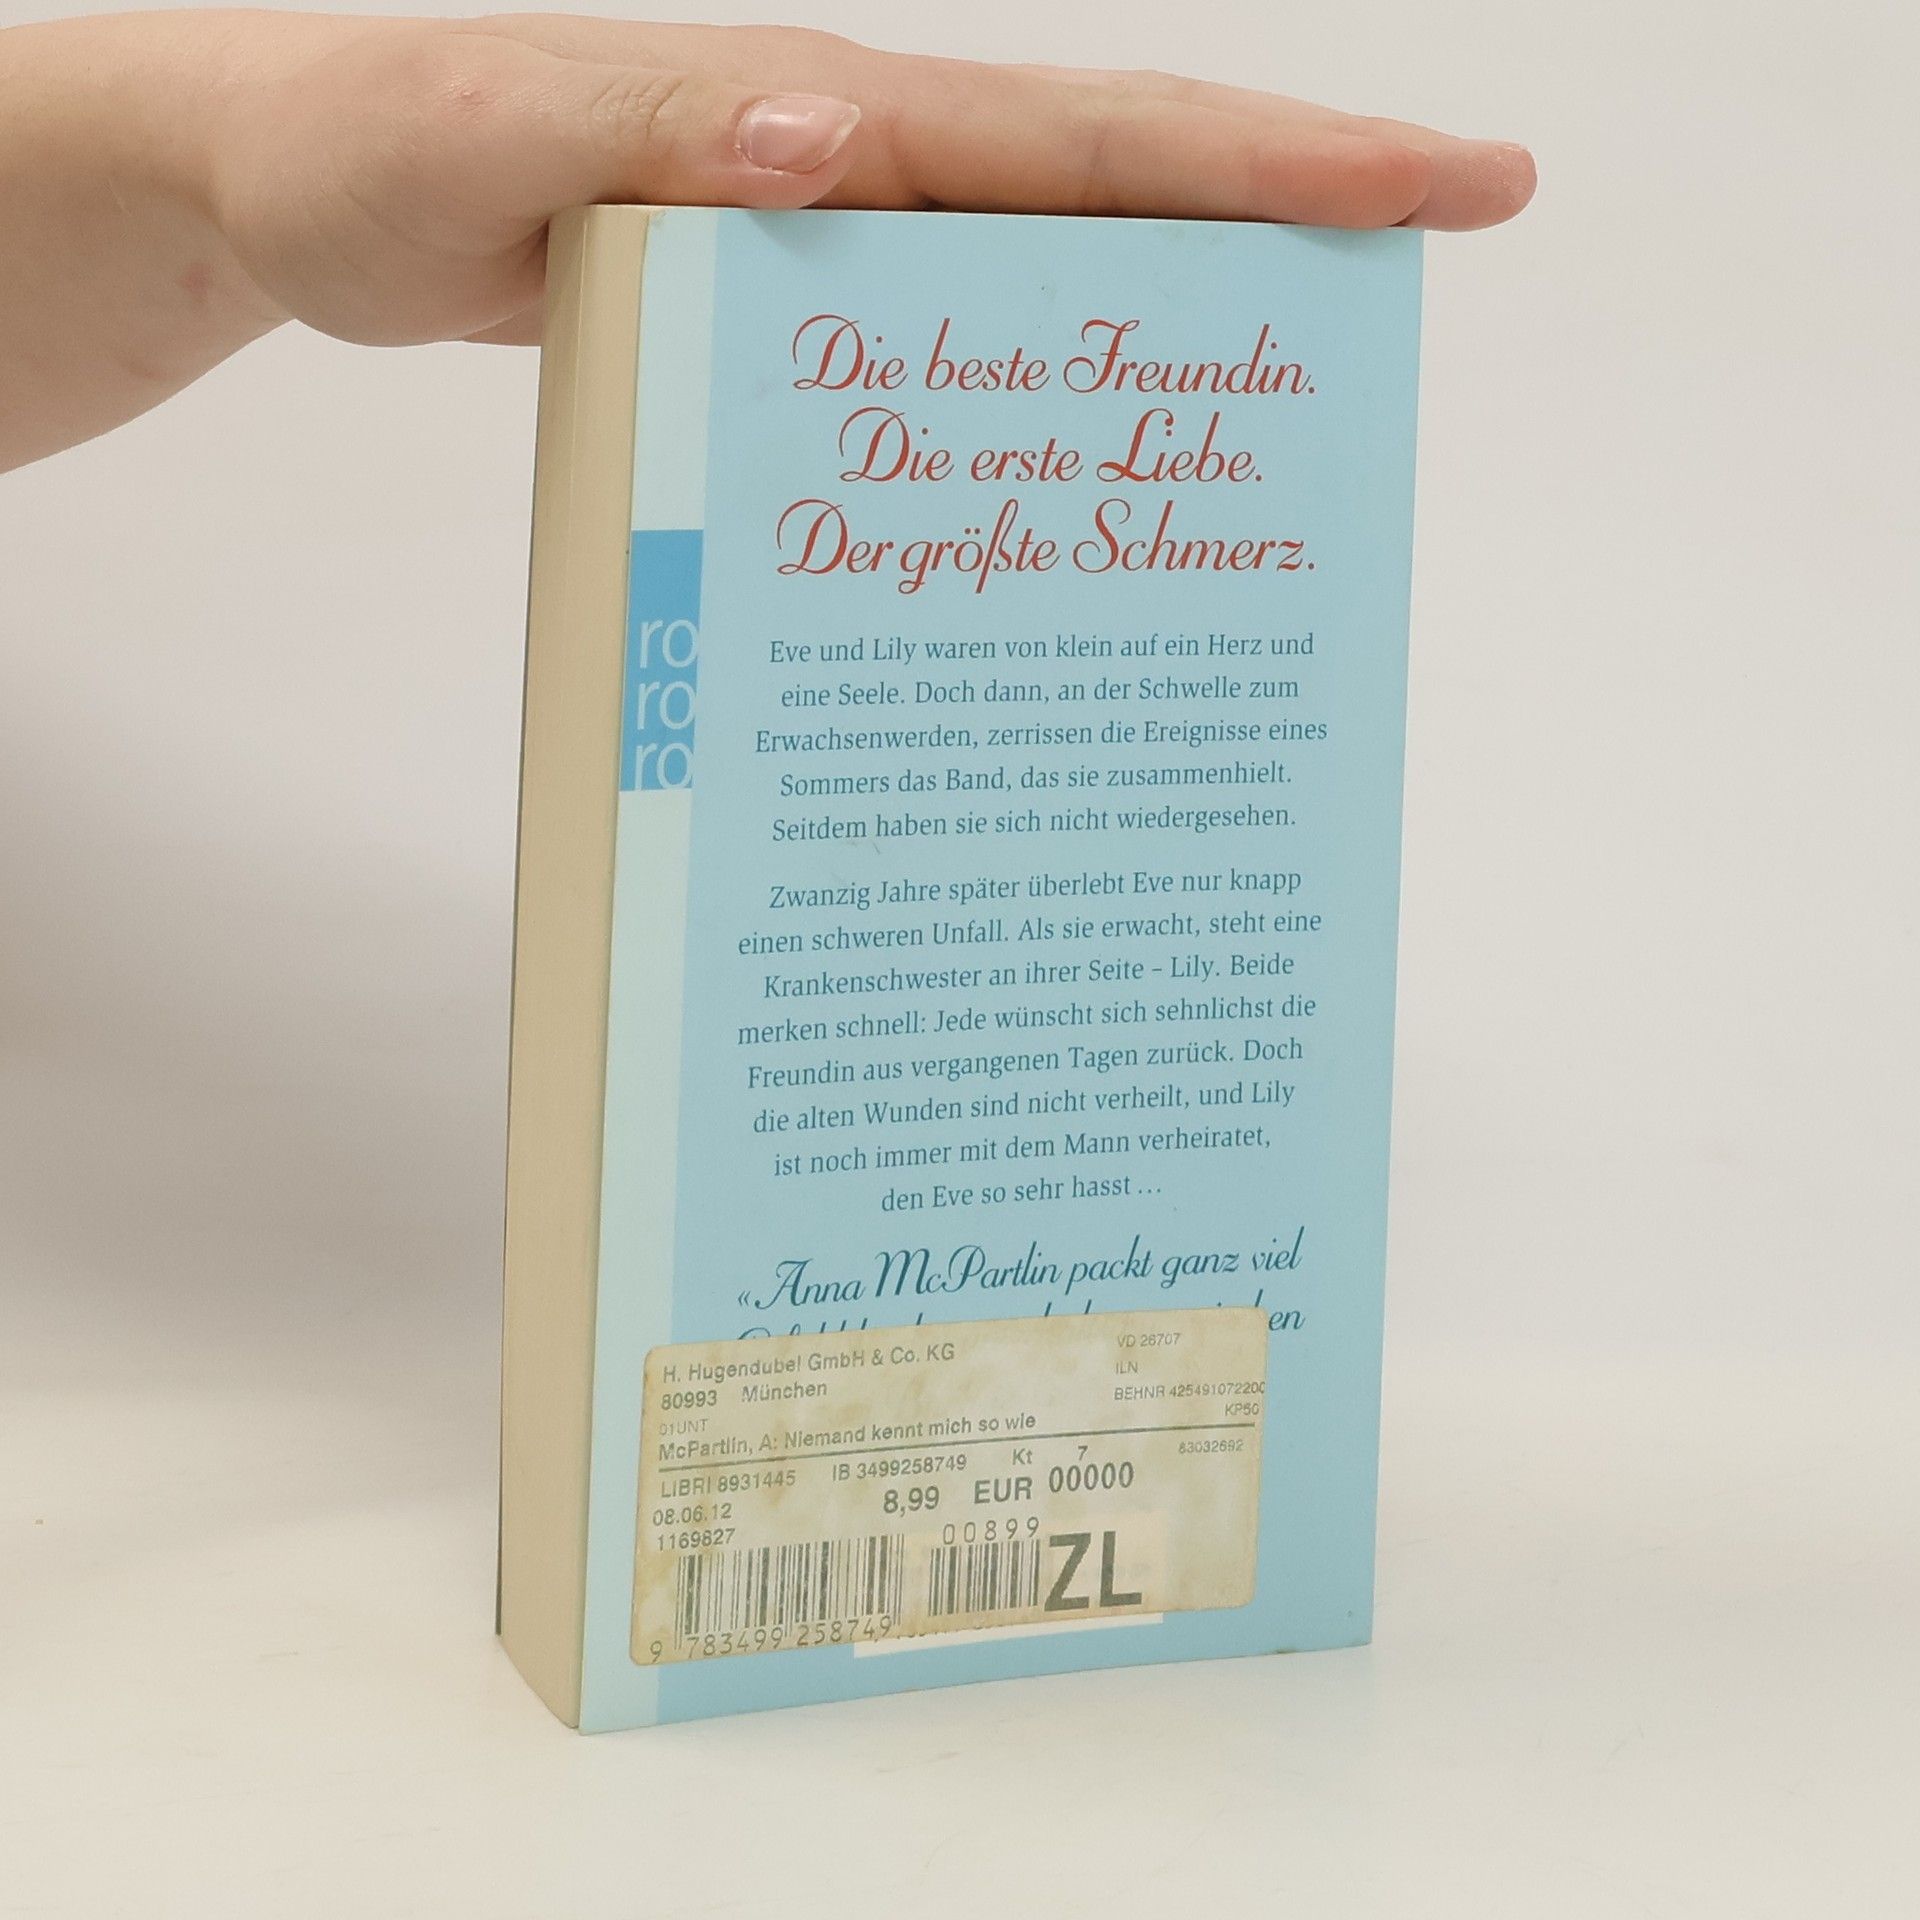 Die beste Freundin.
Die erste Liebe.
Der größte Schmerz.
ro
ro
ro
Eve und Lily waren von klein auf ein Herz und
eine Seele. Doch dann, an der Schwelle zum
Erwachsenwerden, zerrissen die Ereignisse eines
Sommers das Band, das sie zusammenhielt.
Seitdem haben sie sich nicht wiedergesehen.
Zwanzig Jahre später überlebt Eve nur knapp
einen schweren Unfall. Als sie erwacht, steht eine
Krankenschwester an ihrer Seite – Lily. Beide
merken schnell: Jede wünscht sich sehnlichst die
Freundin aus vergangenen Tagen zurück. Doch
die alten Wunden sind nicht verheilt, und Lily
ist noch immer mit dem Mann verheiratet,
den Eve so sehr hasst ...
«Anna McPartlin packt ganz viel
H. Hugendubel GmbH & Co. KG
80993 München
VD 26707
ILN
BEHNR 425491072200
KP50
01UNT
McPartlin, A: Niemand kennt mich so wie
LIBRI 8931445 IB 3499258749 Kt 7 63032692
08.06.12 8,99 EUR 00000
1169827
00899
ZL
9 783499 258749